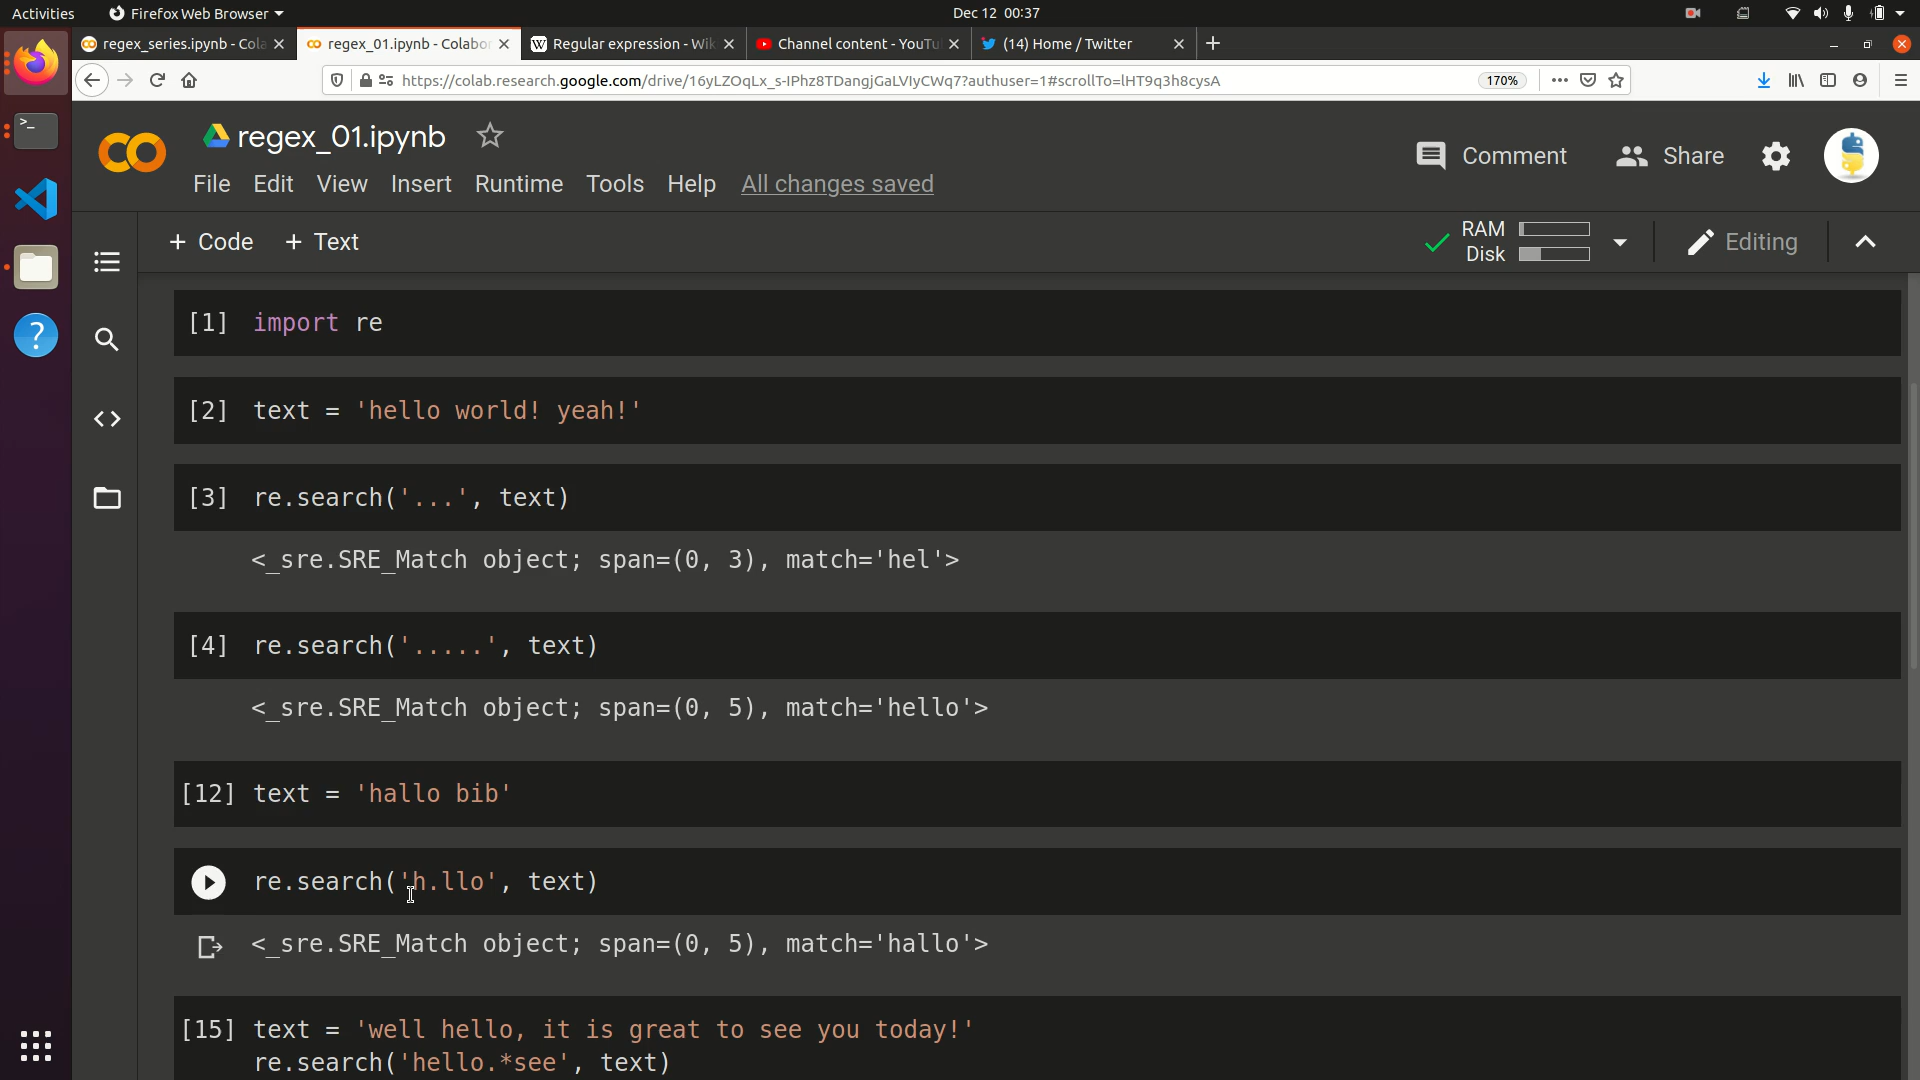 Activities
Firefox Web Browser
Dec 12 00:37
regex_series.ipynb - Cola
regex_01.ipynb - Colabor
Regular expression - Wik
Channel content - YouTu
(14) Home / Twitter
https://colab.research.google.com/drive/16yLZOqLx_s-IPhz8TDangjGaLVIyCWq7?authuser=1#scrollTo=lHT9q3h8cysA
170%
regex_01.ipynb
Comment
Share
File Edit View Insert Runtime Tools Help All changes saved
+ Code + Text
RAM
Disk
Editing
[1] import re
[2] text = 'hello world! yeah!'
[3] re.search('...', text)
<_sre.SRE_Match object; span=(0, 3), match='hel'>
[4] re.search('.....', text)
<_sre.SRE_Match object; span=(0, 5), match='hello'>
[12] text = 'hallo bib'
re.search('h.llo', text)
<_sre.SRE_Match object; span=(0, 5), match='hallo'>
[15] text = 'well hello, it is great to see you today!'
re.search('hello.*see', text)